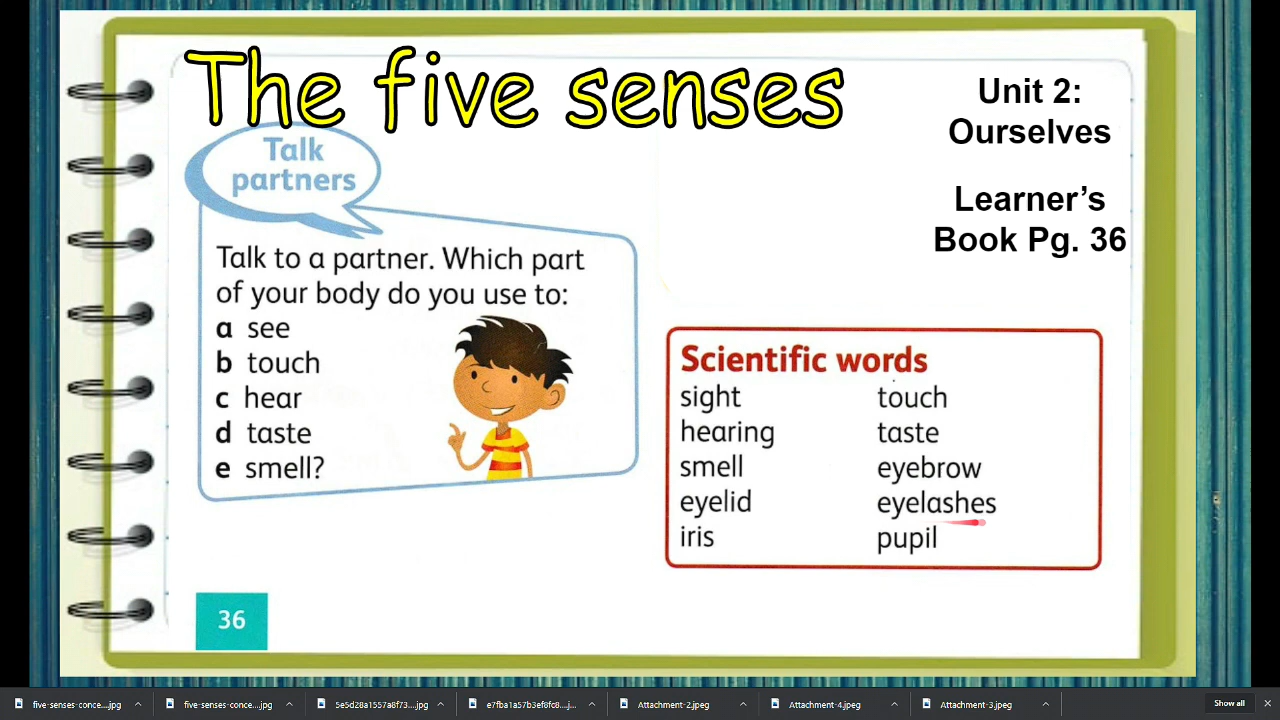 The five senses
Unit 2:
Ourselves
Learner’s
Book Pg. 36
Talk
partners
Talk to a partner. Which part
of your body do you use to:
a see
b touch
c hear
d taste
e smell?
Scientific words
sight touch
hearing taste
smell eyebrow
eyelid eyelashes
iris pupil
36
five-senses-conce....jpg
five-senses-conce....jpg
5e5d28a1557a8f73....jpg
e7fba1a57b3ef8fc8....j...
Attachment-2.jpeg
Attachment-4.jpeg
Attachment-3.jpeg
Show all